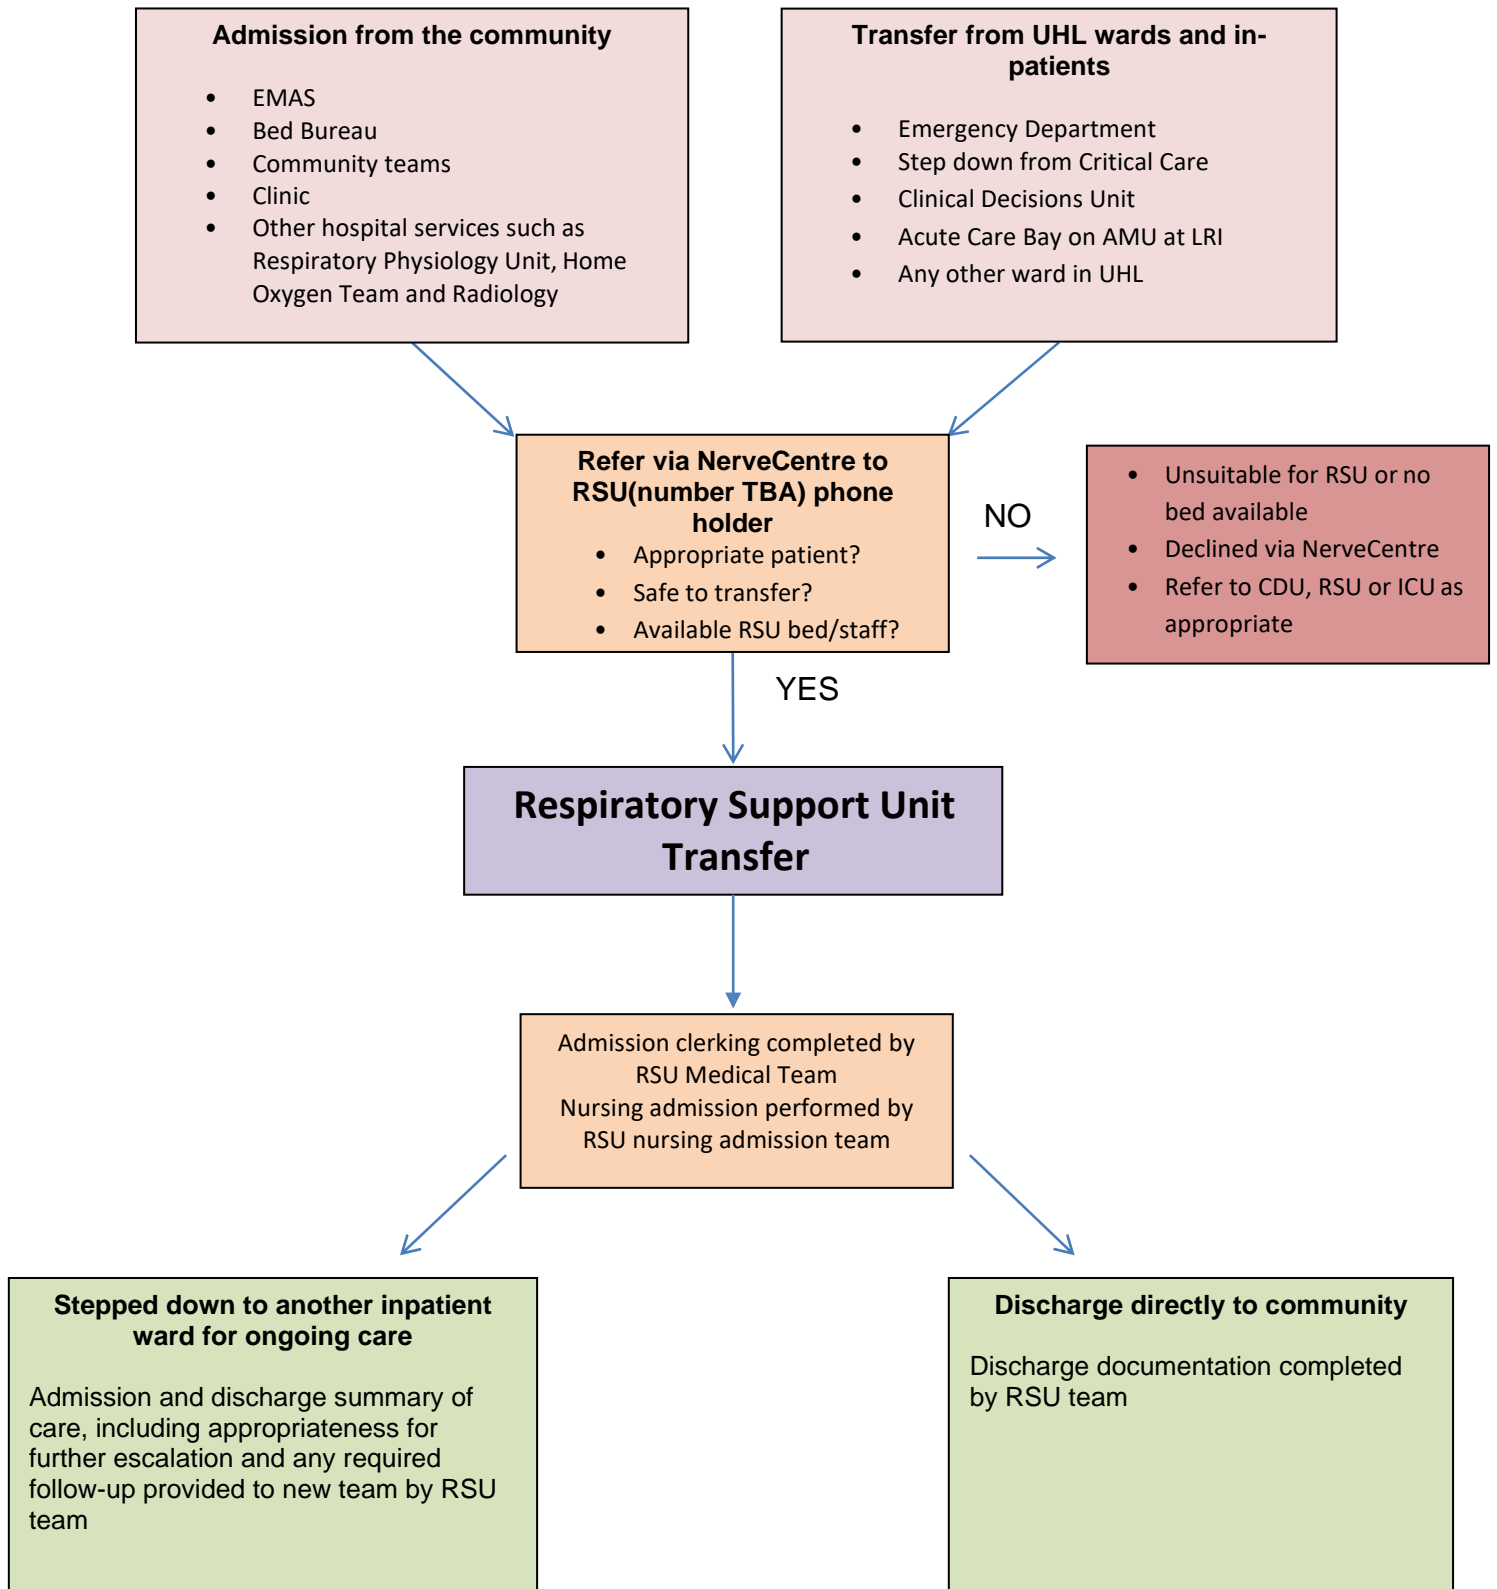 Admission from the community
• EMAS
• Bed Bureau
• Community teams
• Clinic
• Other hospital services such as
Respiratory Physiology Unit, Home
Oxygen Team and Radiology
Transfer from UHL wards and in-
patients
• Emergency Department
• Step down from Critical Care
• Clinical Decisions Unit
• Acute Care Bay on AMU at LRI
• Any other ward in UHL
Refer via NerveCentre to
RSU(number TBA) phone
holder
• Appropriate patient?
• Safe to transfer?
• Available RSU bed/staff?
NO
• Unsuitable for RSU or no
bed available
• Declined via NerveCentre
• Refer to CDU, RSU or ICU as
appropriate
YES
Respiratory Support Unit
Transfer
Admission clerking completed by
RSU Medical Team
Nursing admission performed by
RSU nursing admission team
Stepped down to another inpatient
ward for ongoing care
Admission and discharge summary of
care, including appropriateness for
further escalation and any required
follow-up provided to new team by RSU
team
Discharge directly to community
Discharge documentation completed
by RSU team